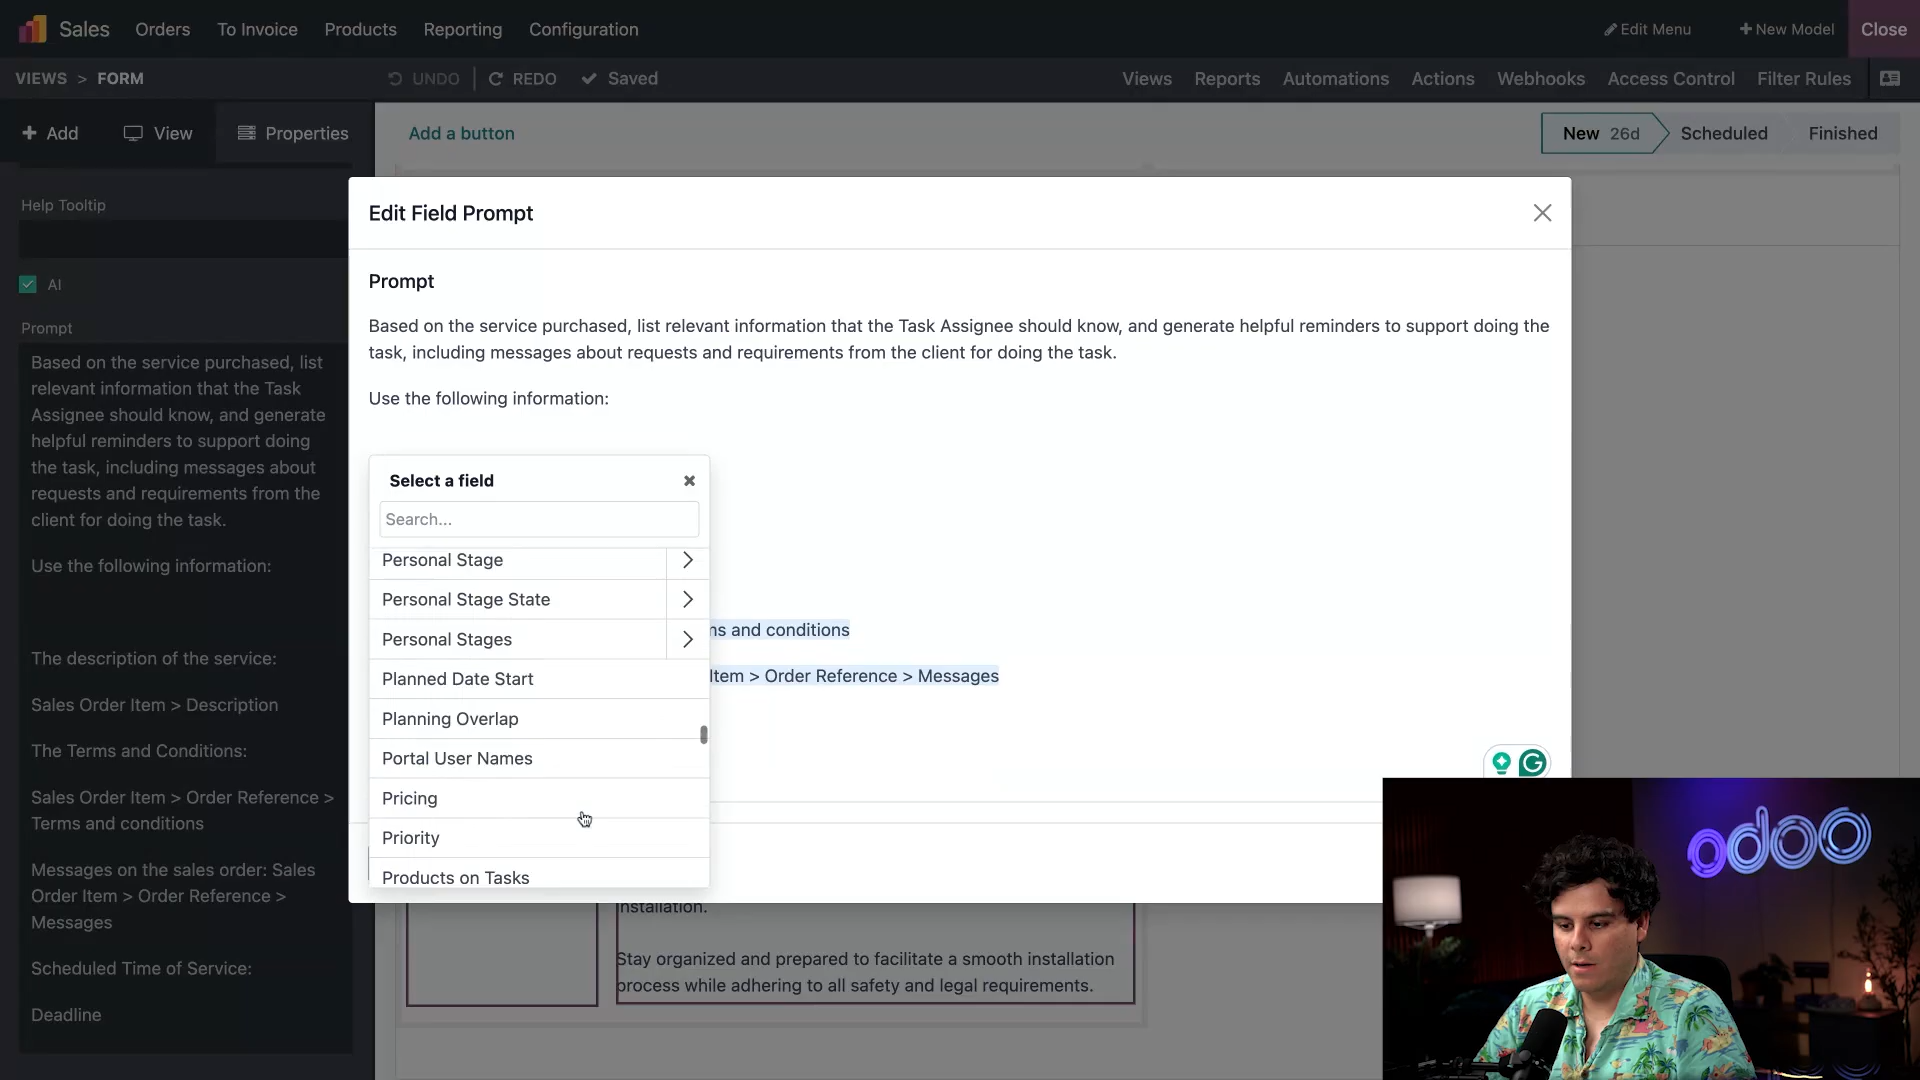 Sales Orders To Invoice Products Reporting Configuration Edit Menu New Model Close
VIEWS > FORM UNDO REDO Saved Views Reports Automations Actions Webhooks Access Control Filter Rules
Add View Properties Add a button New 26d Scheduled Finished
Help Tooltip
AI
Prompt
Based on the service purchased, list
relevant information that the Task
Assignee should know, and generate
helpful reminders to support doing
the task, including messages about
requests and requirements from the
client for doing the task.
Use the following information:
The description of the service:
Sales Order Item > Description
The Terms and Conditions:
Sales Order Item > Order Reference >
Terms and conditions
Messages on the sales order: Sales
Order Item > Order Reference >
Messages
Scheduled Time of Service:
Deadline
Edit Field Prompt
Prompt
Based on the service purchased, list relevant information that the Task Assignee should know, and generate helpful reminders to support doing the
task, including messages about requests and requirements from the client for doing the task.
Use the following information:
Select a field
Search...
Personal Stage
Personal Stage State
Personal Stages
Planned Date Start
Planning Overlap
Portal User Names
Pricing
Priority
Products on Tasks
and conditions
Item > Order Reference > Messages
installation.
Stay organized and prepared to facilitate a smooth installation
process while adhering to all safety and legal requirements.
odoo